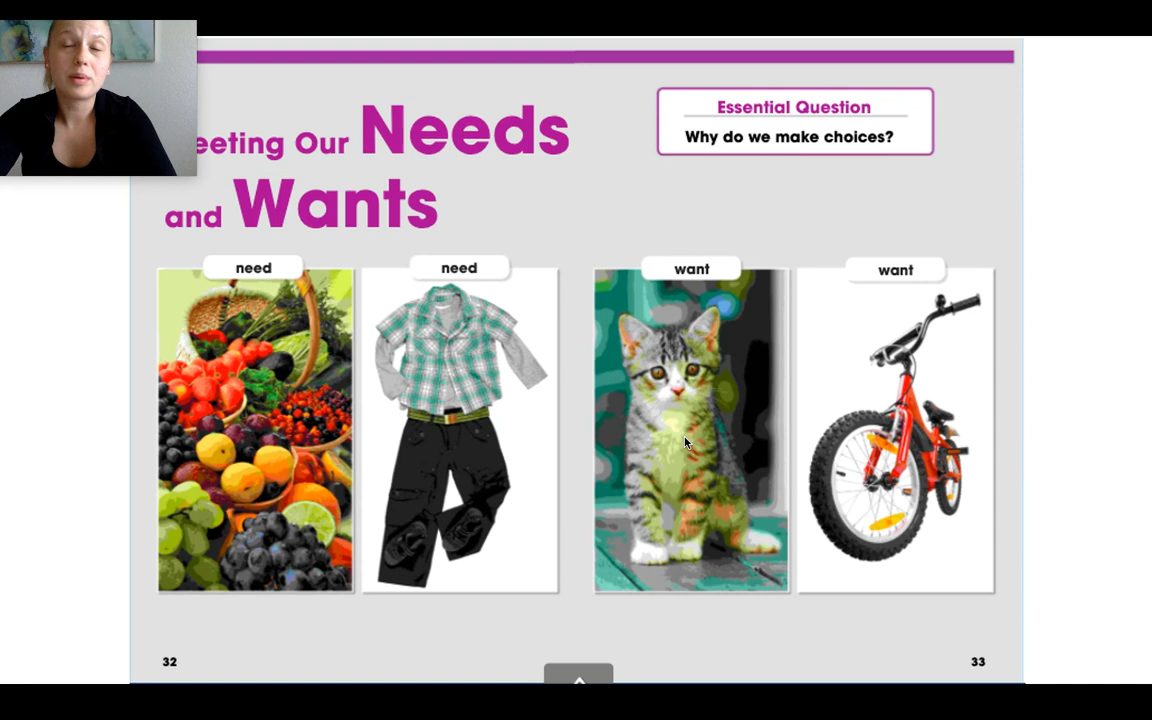 Essential Question
Why do we make choices?
eeting Our Needs
and Wants
need
need
want
want
32
33